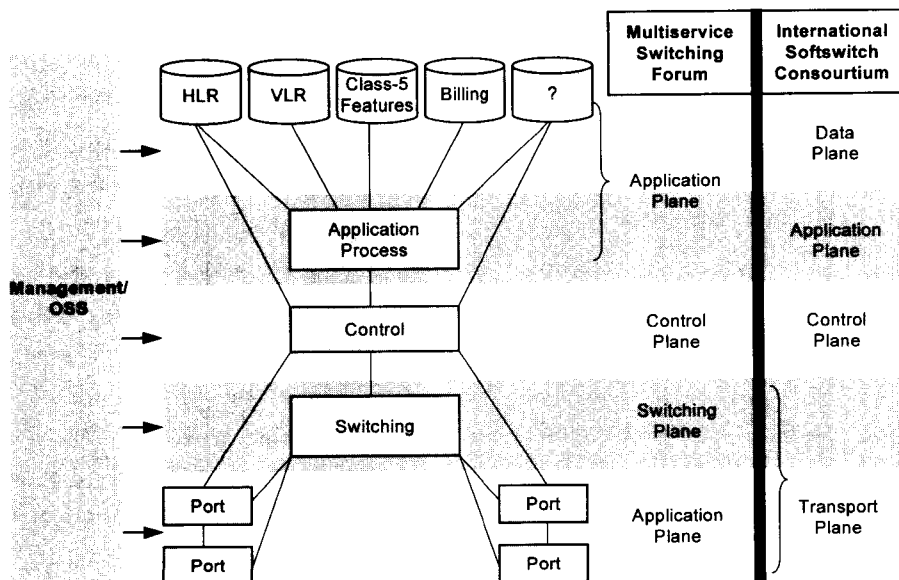 Multiservice
Switching
Forum
International
Softswitch
Consourtium
HLR
VLR
Class-5
Features
Billing
?
Data
Plane
Application
Plane
Application
Process
Application
Plane
Management/
OSS
Control
Control
Plane
Control
Plane
Switching
Switching
Plane
Port
Port
Application
Plane
Transport
Plane
Port
Port